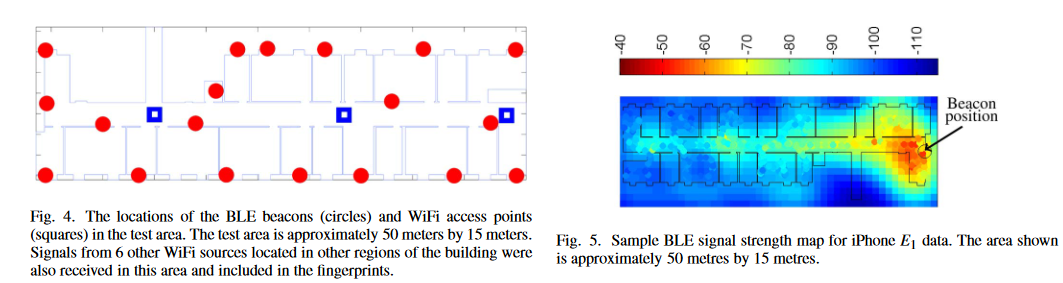 -40
-50
-60
-70
-80
-90
-100
-110
Beacon
position
Fig. 4. The locations of the BLE beacons (circles) and WiFi access points
(squares) in the test area. The test area is approximately 50 meters by 15 meters.
Signals from 6 other WiFi sources located in other regions of the building were
also received in this area and included in the fingerprints.
Fig. 5. Sample BLE signal strength map for iPhone E1 data. The area shown
is approximately 50 metres by 15 metres.